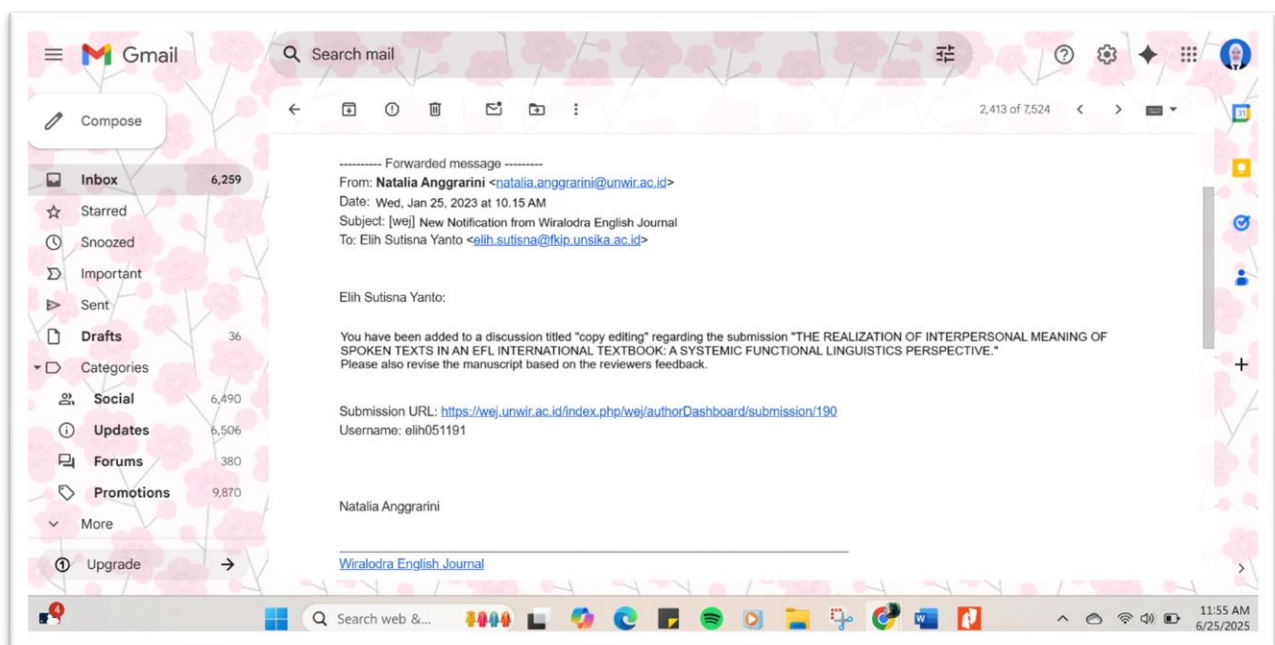 Gmail
Search mail
Compose
2,413 of 7,524
31
---------- Forwarded message ---------
From: Natalia Anggrarini <natalia.anggrarini@unwir.ac.id>
Date: Wed, Jan 25, 2023 at 10.15 AM
Subject: [wej] New Notification from Wiralodra English Journal
To: Elih Sutisna Yanto <elih.sutisna@fkip.unsika.ac.id>
Inbox 6,259
Starred
Snoozed
Important
Sent
Drafts 36
Categories
Social 6,490
Updates 6,506
Forums 380
Promotions 9,870
More
Upgrade
Elih Sutisna Yanto:
You have been added to a discussion titled "copy editing" regarding the submission "THE REALIZATION OF INTERPERSONAL MEANING OF
SPOKEN TEXTS IN AN EFL INTERNATIONAL TEXTBOOK: A SYSTEMIC FUNCTIONAL LINGUISTICS PERSPECTIVE."
Please also revise the manuscript based on the reviewers feedback.
Submission URL: https://wej.unwir.ac.id/index.php/wej/authorDashboard/submission/190
Username: elih051191
Natalia Anggrarini
Wiralodra English Journal
4
Search web &...
11:55 AM
6/25/2025